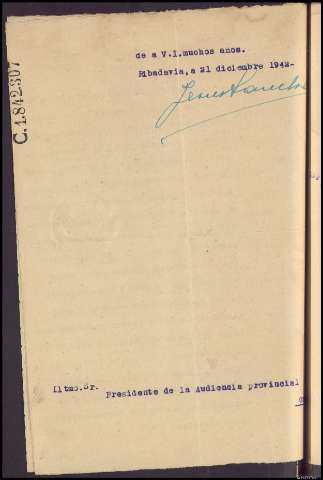 de a V.I.muchos anos.
Ribadavia,a 21 diciembre 1942-
C.1.842.307
Iltmo.Sr.
Presidente de la Audiencia provincial